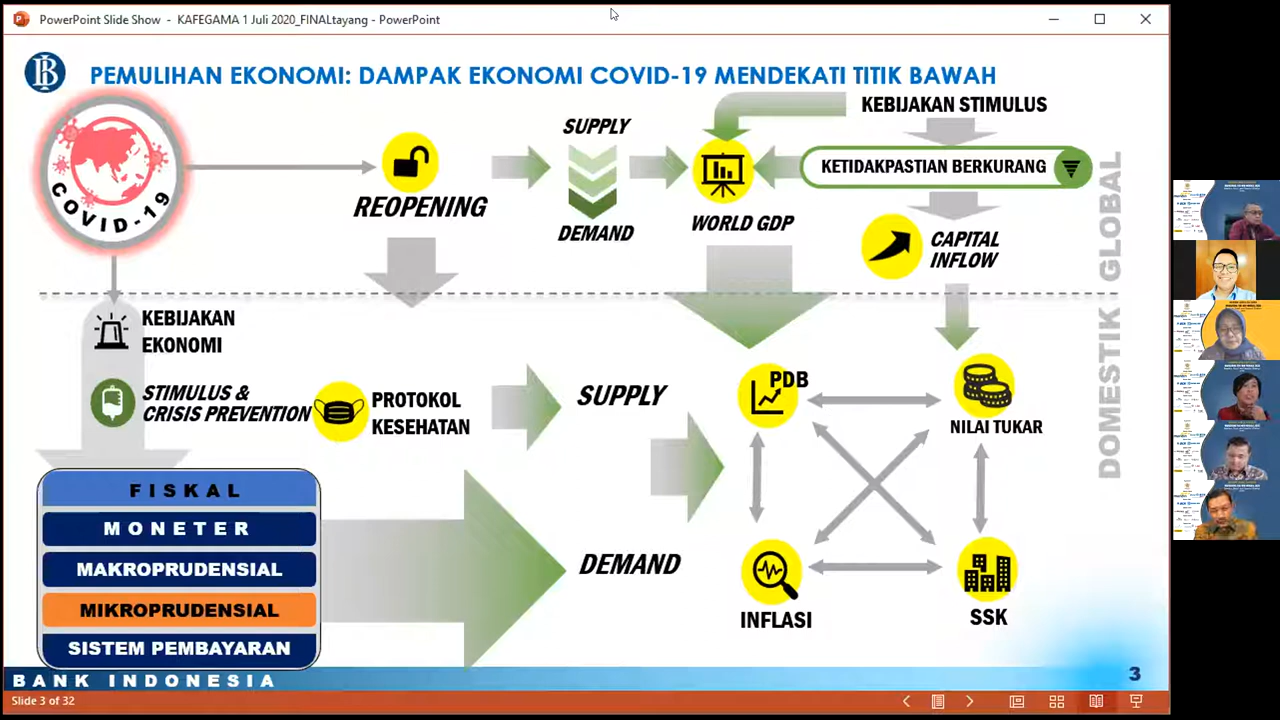 PowerPoint Slide Show - KAFEGAMA 1 Juli 2020_FINALtayang - PowerPoint
PEMULIHAN EKONOMI: DAMPAK EKONOMI COVID-19 MENDEKATI TITIK BAWAH
COVID-19
REOPENING
SUPPLY
DEMAND
WORLD GDP
KEBIJAKAN STIMULUS
KETIDAKPASTIAN BERKURANG
CAPITAL
INFLOW
GLOBAL
DOMESTIK
KEBIJAKAN
EKONOMI
STIMULUS &
CRISIS PREVENTION
PROTOKOL
KESEHATAN
SUPPLY
DEMAND
PDB
NILAI TUKAR
INFLASI
SSK
FISKAL
MONETER
MAKROPRUDENSIAL
MIKROPRUDENSIAL
SISTEM PEMBAYARAN
BANK INDONESIA
3
Slide 3 of 32